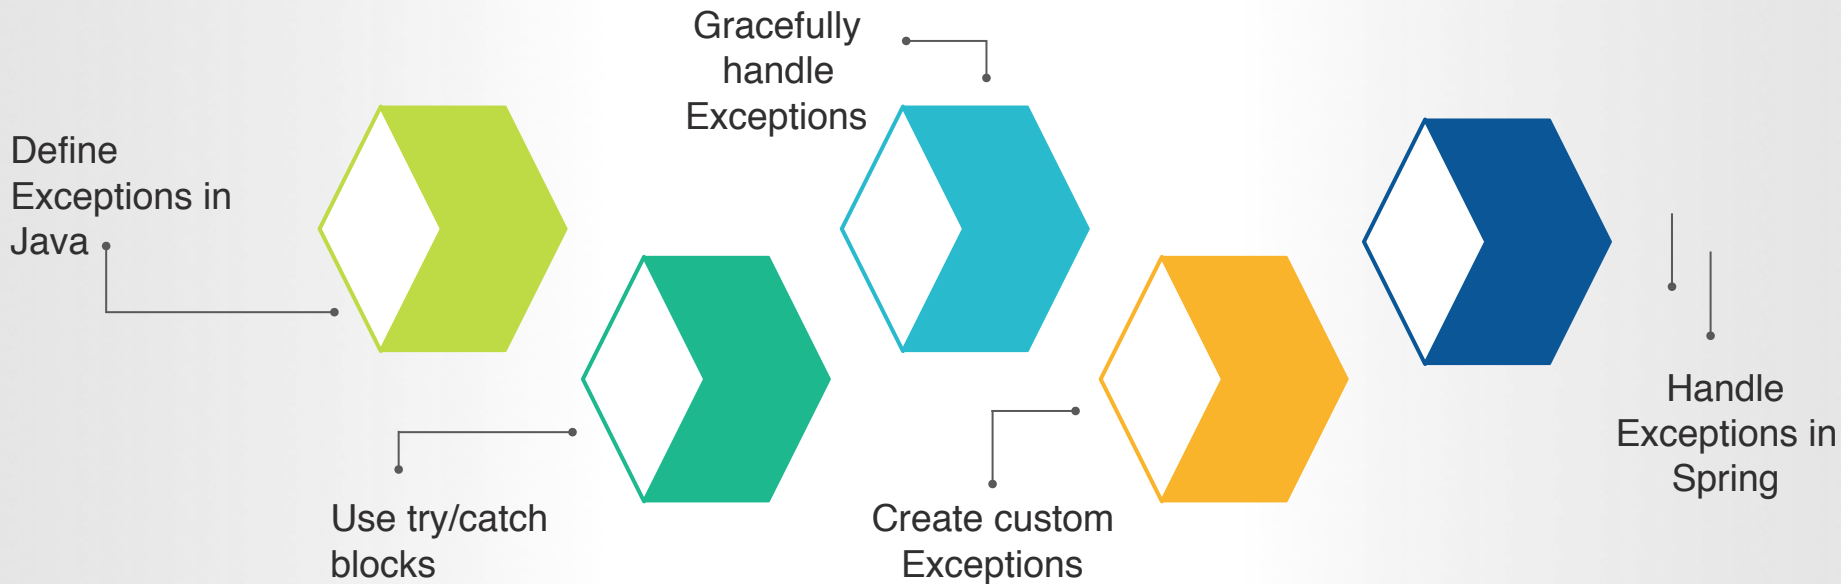 Define
Exceptions in
Java
Use try/catch
blocks
Gracefully
handle
Exceptions
Create custom
Exceptions
Handle
Exceptions in
Spring